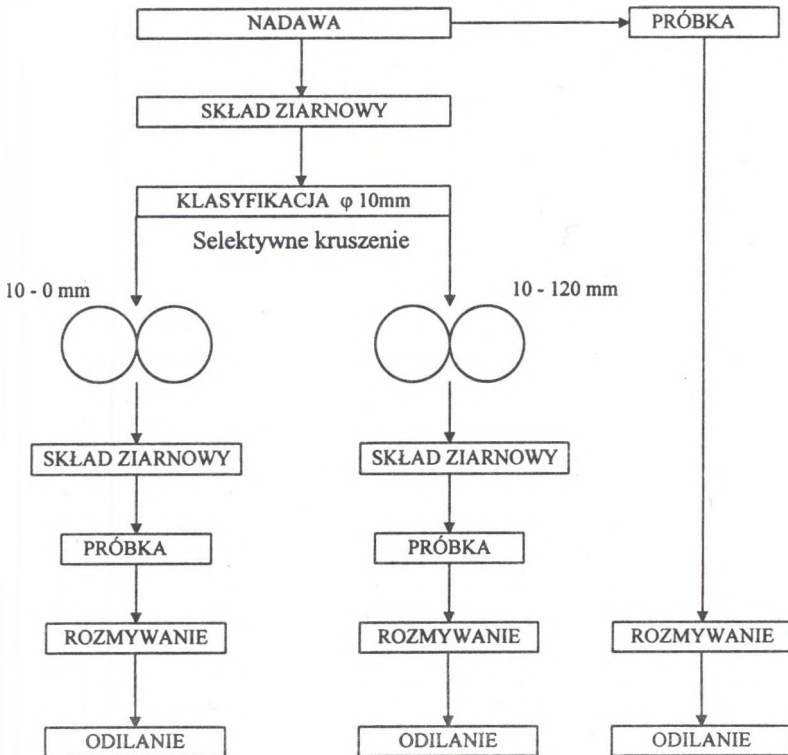 NADAWA
PRÓBKA
SKŁAD ZIARNOWY
KLASYFIKACJA φ 10mm
Selektywne kruszenie
10 - 0 mm
10 - 120 mm
SKŁAD ZIARNOWY
SKŁAD ZIARNOWY
PRÓBKA
PRÓBKA
ROZMYWANIE
ROZMYWANIE
ROZMYWANIE
ODILANIE
ODILANIE
ODILANIE